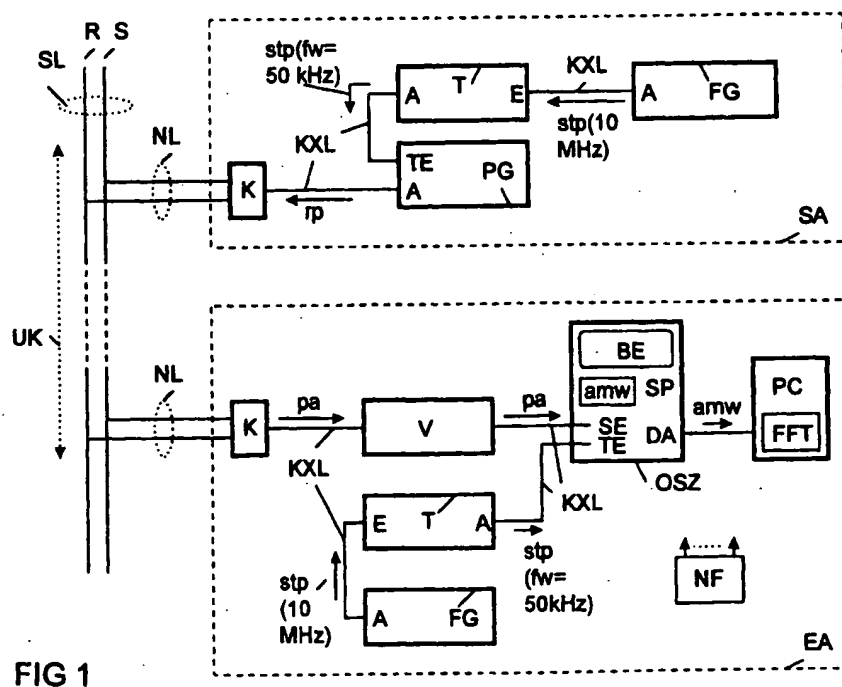 R S
SL
NL
K
UK
stp(fw=
50 kHz)
A T E
KXL
stp(10
MHz)
A FG
KXL
TE
A PG
rp
SA
NL
K
pa
V
pa
KXL
BE
amw SP
SE
TE DA
OSZ
amw
PC
FFT
KXL
E T A
stp
(fw=
50kHz)
stp
(10
MHz)
A FG
NF
EA
FIG 1